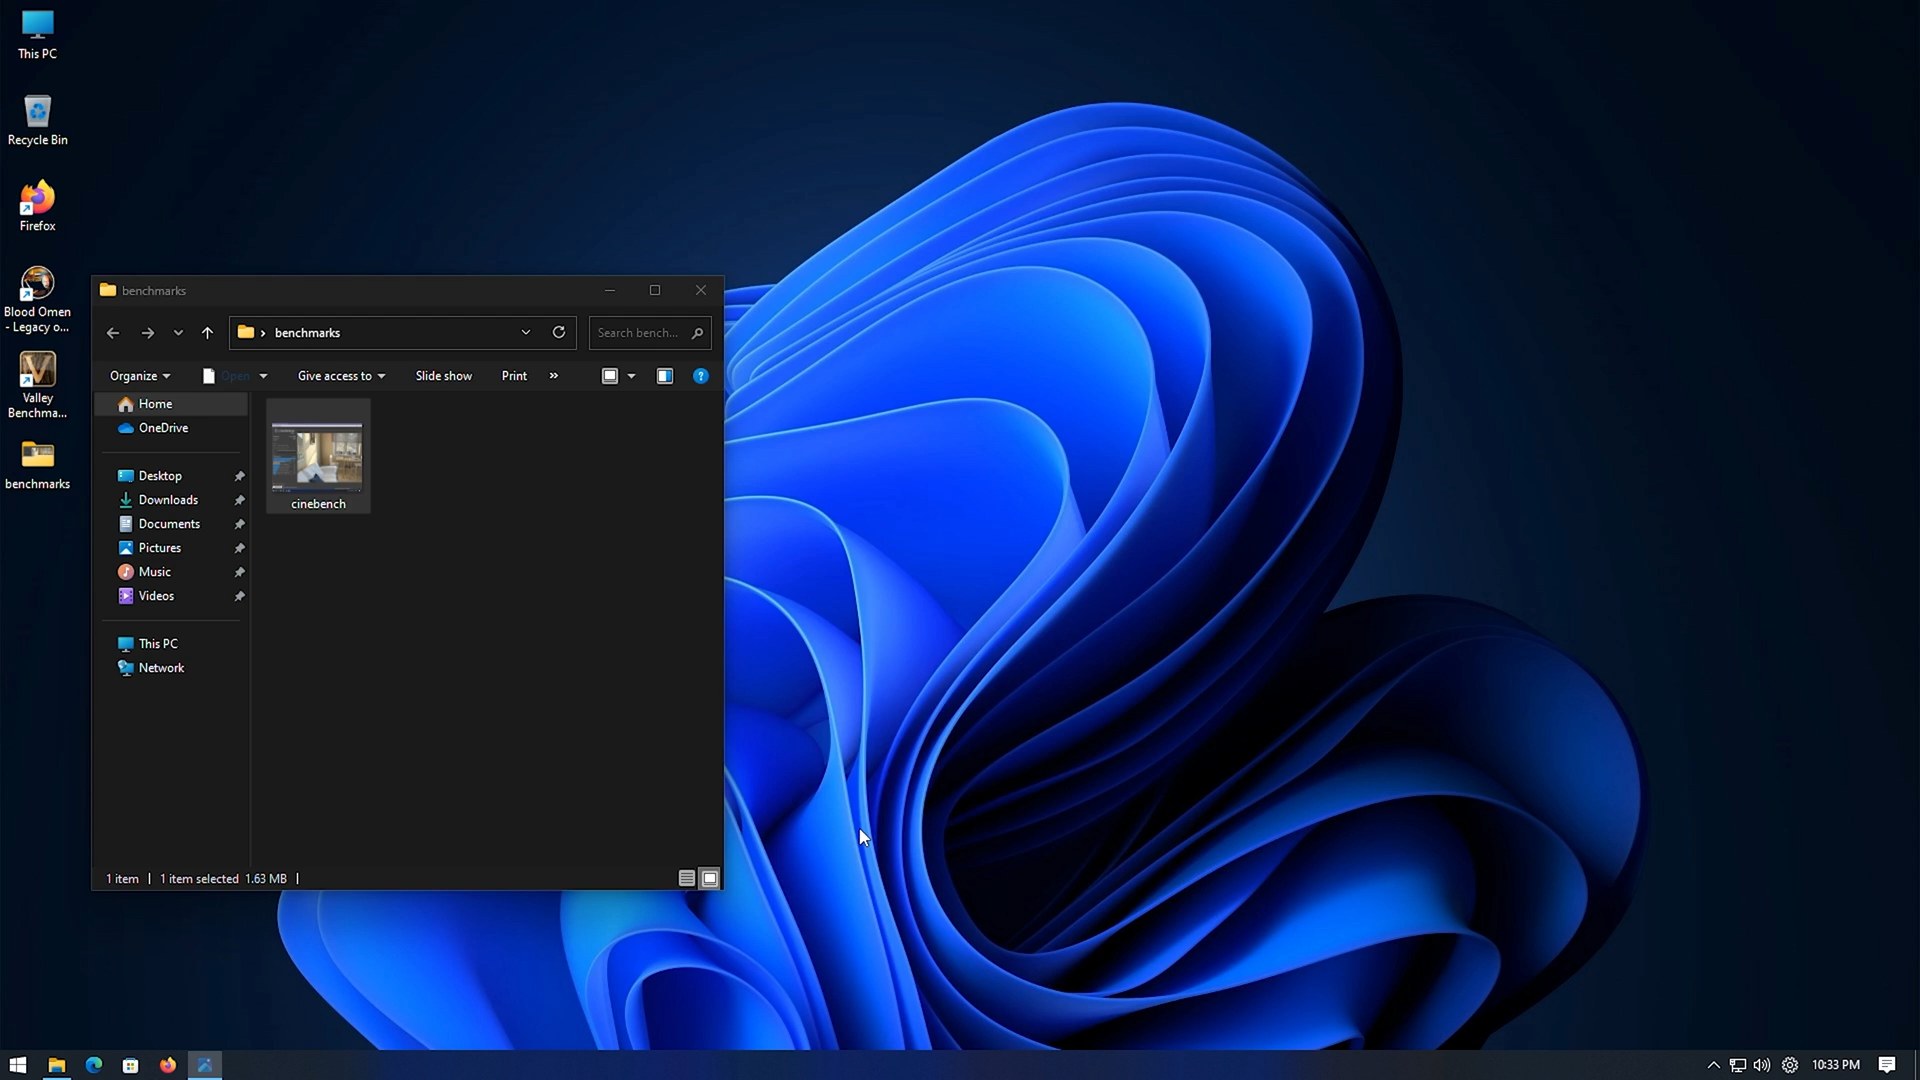 This PC
Recycle Bin
Firefox
Blood Omen
- Legacy o...
Valley
Benchma...
benchmarks
benchmarks
benchmarks
Search bench...
Organize
Open
Give access to
Slide show
Print
»
?
Home
OneDrive
Desktop
Downloads
Documents
Pictures
Music
Videos
This PC
Network
cinebench
1 item | 1 item selected 1.63 MB |
10:33 PM